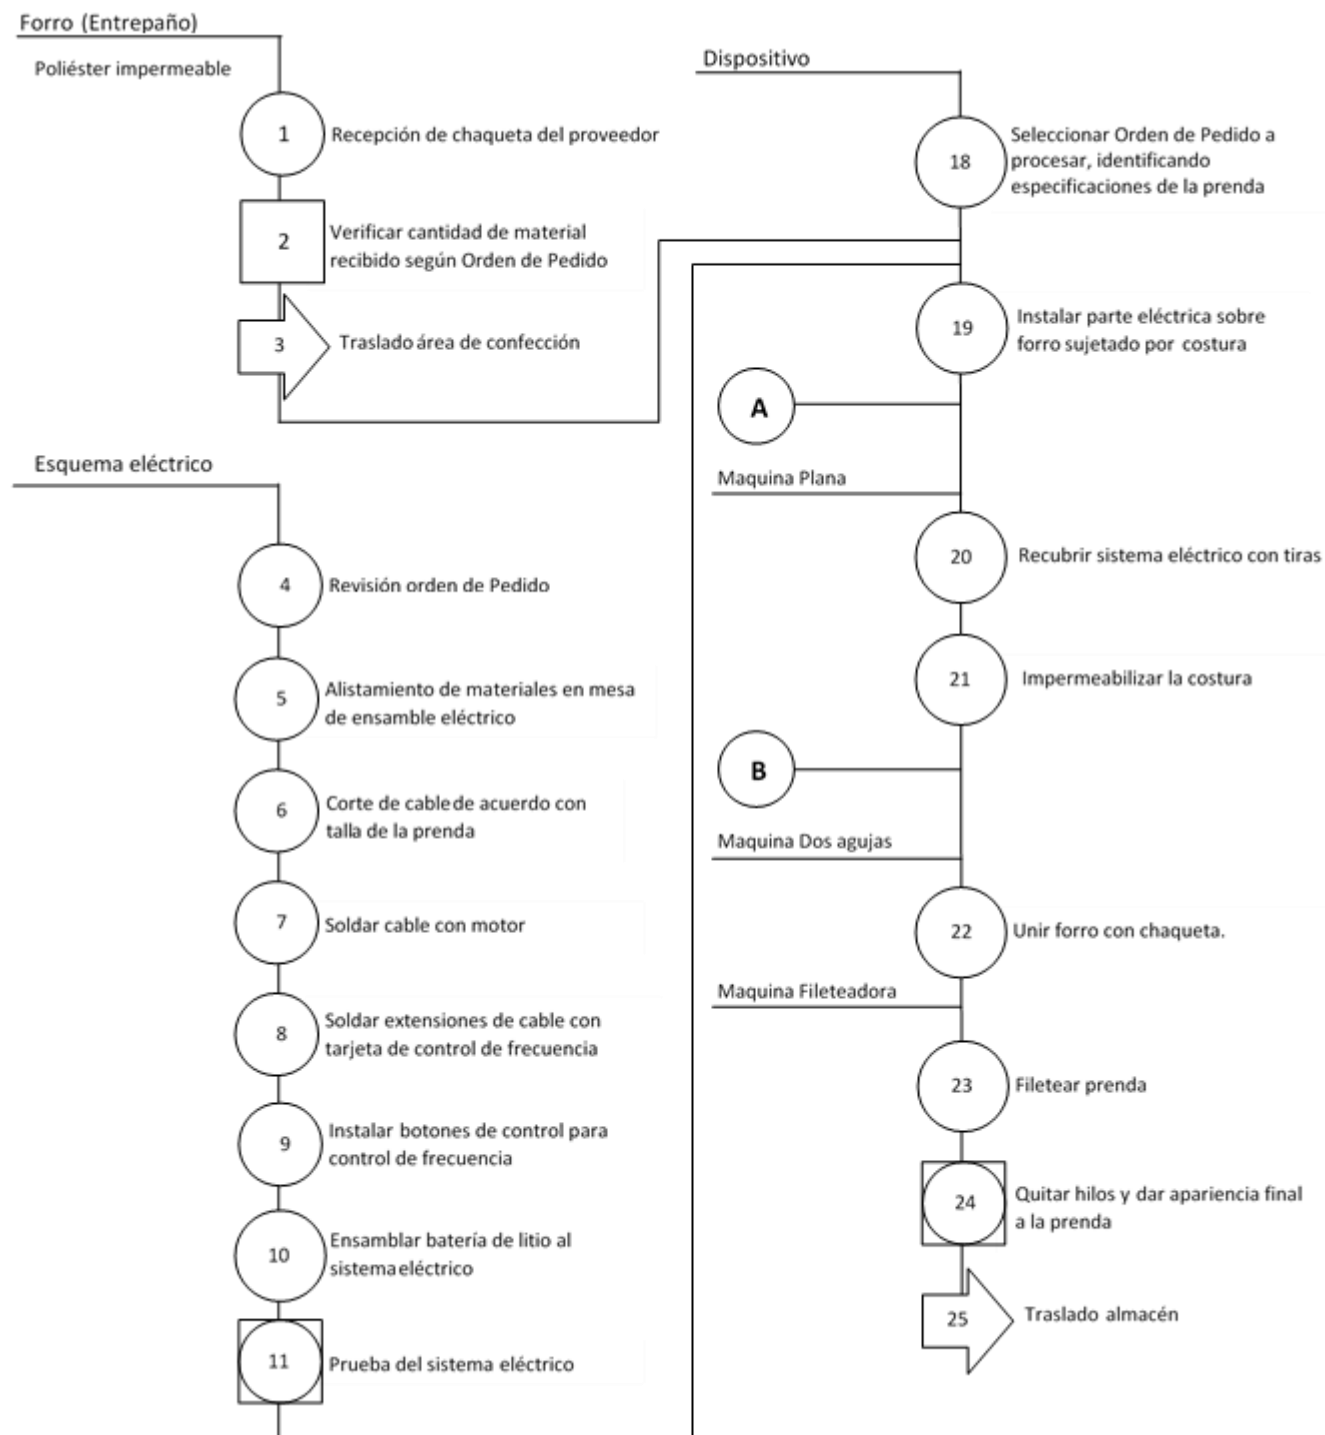 Forro (Entrepaño)
Poliéster impermeable
1
Recepción de chaqueta del proveedor
2
Verificar cantidad de material
recibido según Orden de Pedido
3
Traslado área de confección
Esquema eléctrico
4
Revisión orden de Pedido
5
Alistamiento de materiales en mesa
de ensamble eléctrico
6
Corte de cable de acuerdo con
talla de la prenda
7
Soldar cable con motor
8
Soldar extensiones de cable con
tarjeta de control de frecuencia
9
Instalar botones de control para
control de frecuencia
10
Ensamblar batería de litio al
sistema eléctrico
11
Prueba del sistema eléctrico
Dispositivo
18
Seleccionar Orden de Pedido a
procesar, identificando
especificaciones de la prenda
19
Instalar parte eléctrica sobre
forro sujetado por costura
A
Maquina Plana
20
Recubrir sistema eléctrico con tiras
21
Impermeabilizar la costura
B
Maquina Dos agujas
22
Unir forro con chaqueta.
Maquina Fileteadora
23
Filetear prenda
24
Quitar hilos y dar apariencia final
a la prenda
25
Traslado almacén